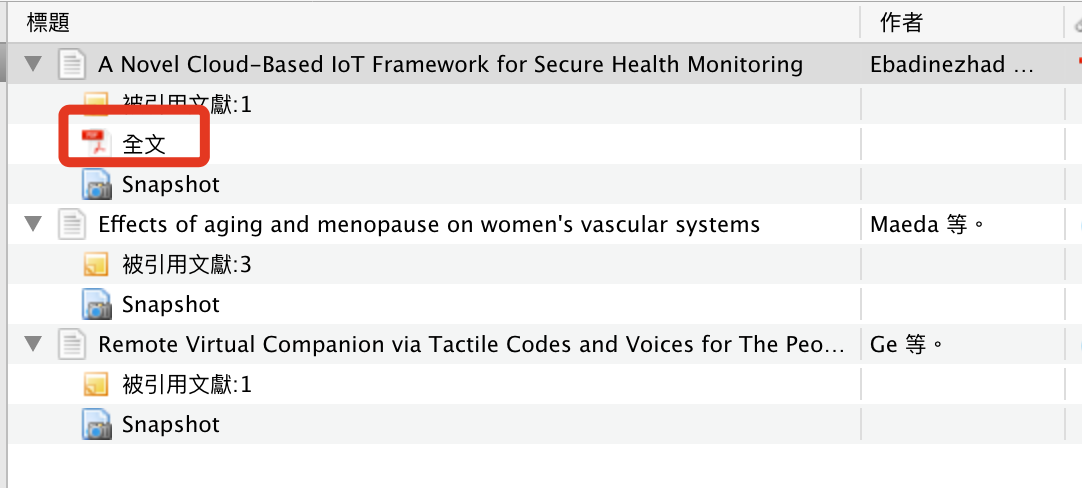 標題 作者
A Novel Cloud-Based IoT Framework for Secure Health Monitoring Ebadinezhad ...
被引用文獻:1
全文
Snapshot
Effects of aging and menopause on women's vascular systems Maeda 等。
被引用文獻:3
Snapshot
Remote Virtual Companion via Tactile Codes and Voices for The Peo... Ge 等。
被引用文獻:1
Snapshot